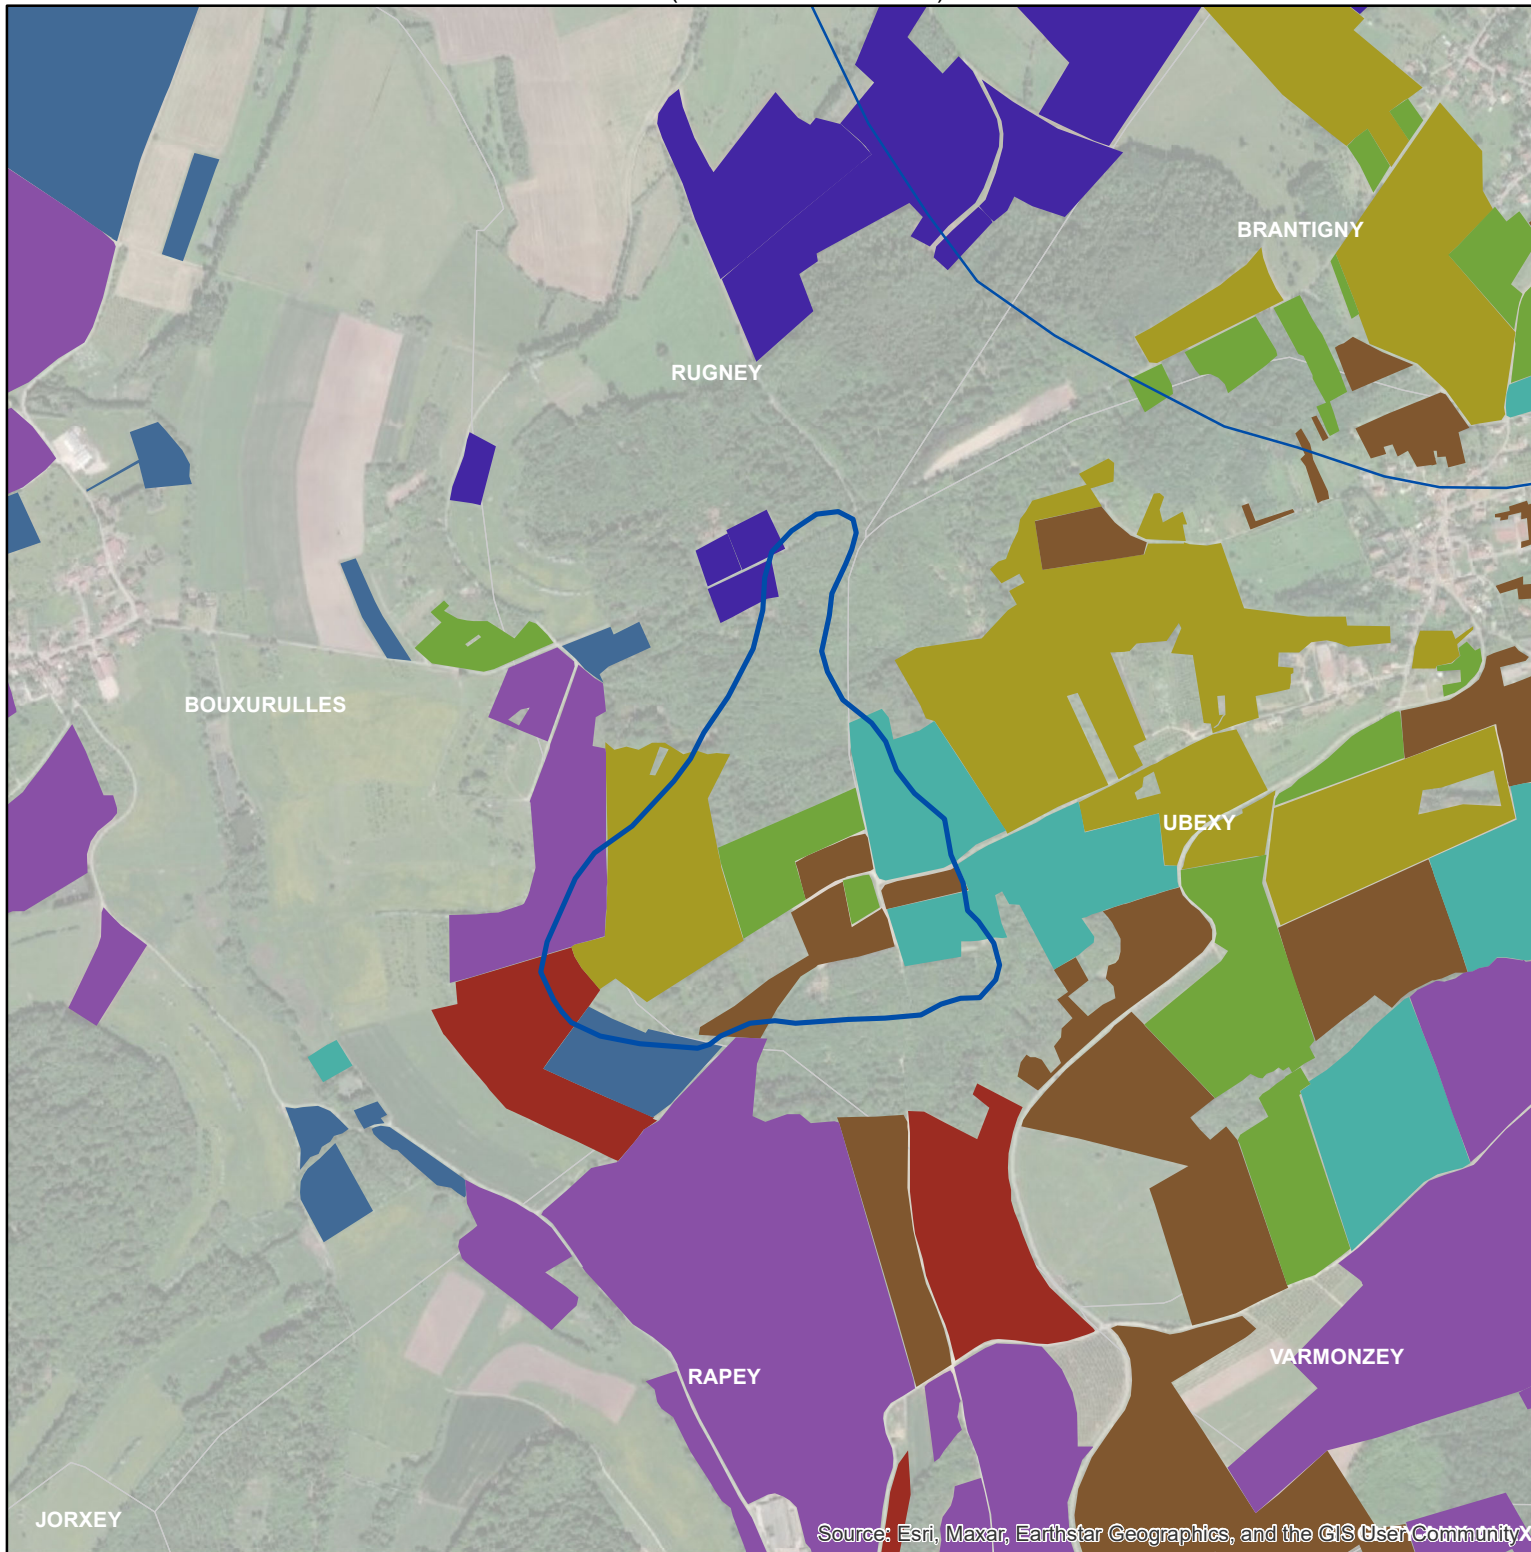 BRANTIGNY
RUGNEY
BOUXURULLES
UBEXY
VARMONZEY
RAPEY
JORXEY
Source: Esri, Maxar, Earthstar Geographics, and the GIS User Community